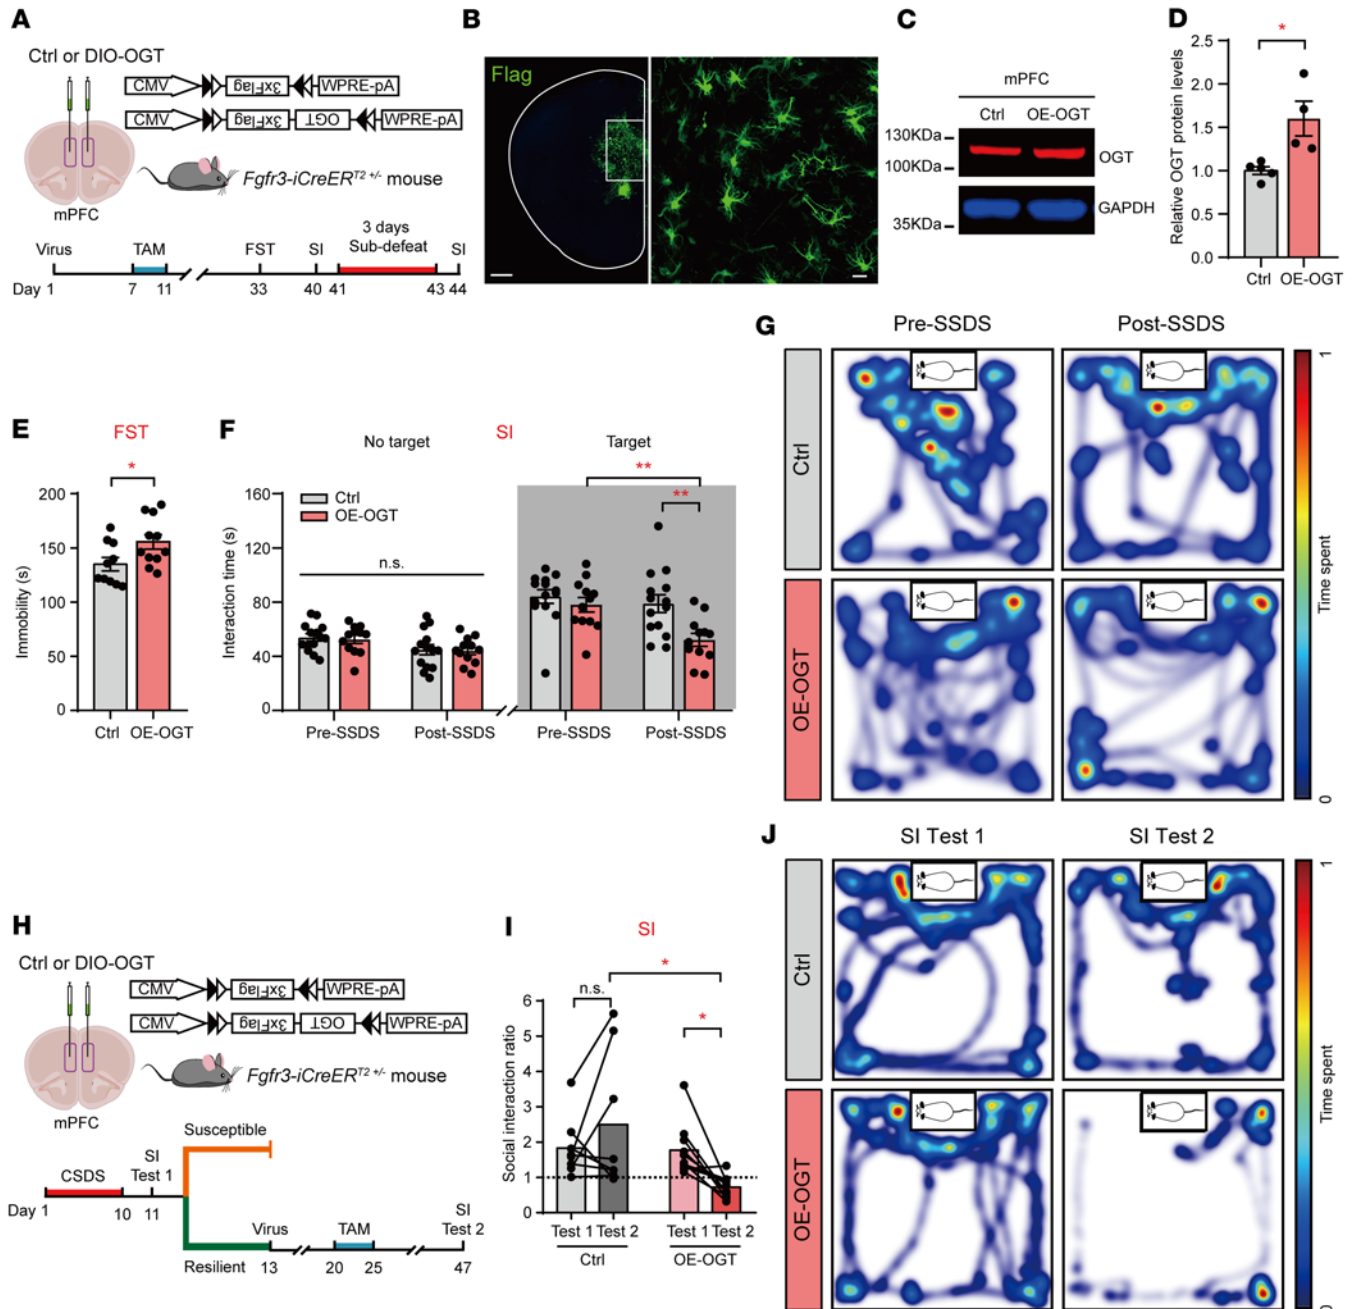 A
Ctrl or DIO-OGT
CMV 3xFlag WPRE-pA
CMV 3xFlag OGT WPRE-pA
Fgfr3-iCreER^T2 +/- mouse
mPFC
Virus TAM FST SI 3 days Sub-defeat SI
Day 1 7 11 33 40 41 43 44
B
Flag
C
mPFC
Ctrl OE-OGT
130KDa
100KDa
OGT
35KDa
GAPDH
D
*
Relative OGT protein levels
2.5
2.0
1.5
1.0
0.5
0.0
Ctrl OE-OGT
E
FST
*
Immobility (s)
200
150
100
50
0
Ctrl OE-OGT
F
SI
No target Target
**
**
Ctrl
OE-OGT
n.s.
Interaction time (s)
160
120
80
40
0
Pre-SSDS Post-SSDS Pre-SSDS Post-SSDS
G
Pre-SSDS Post-SSDS
Ctrl
OE-OGT
1
Time spent
0
H
Ctrl or DIO-OGT
CMV 3xFlag WPRE-pA
CMV 3xFlag OGT WPRE-pA
Fgfr3-iCreER^T2 +/- mouse
mPFC
Susceptible
CSDS SI Test 1
Day 1 10 11
Virus TAM SI Test 2
Resilient 13 20 25 47
I
SI
*
n.s.
*
Social interaction ratio
6
5
4
3
2
1
0
Test 1 Test 2 Test 1 Test 2
Ctrl OE-OGT
J
SI Test 1 SI Test 2
Ctrl
OE-OGT
1
Time spent
0